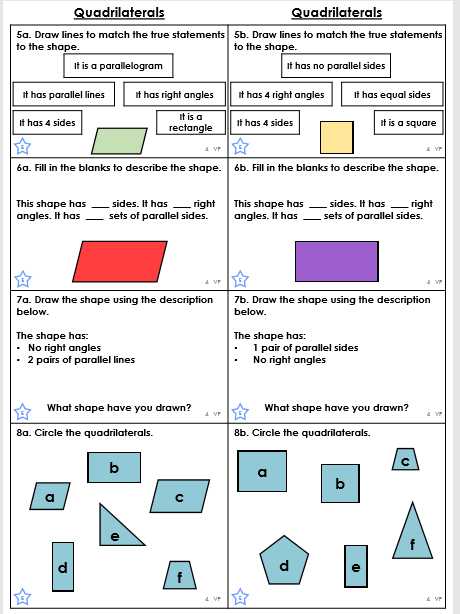 Quadrilaterals
5a. Draw lines to match the true statements
to the shape.
It is a parallelogram
It has parallel lines
It has right angles
It has 4 sides
It is a
rectangle
E
4 VF
Quadrilaterals
5b. Draw lines to match the true statements
to the shape.
It has no parallel sides
It has 4 right angles
It has equal sides
It has 4 sides
It is a square
E
4 VF
6a. Fill in the blanks to describe the shape.
This shape has ___ sides. It has ___ right
angles. It has ___ sets of parallel sides.
E
4 VF
6b. Fill in the blanks to describe the shape.
This shape has ___ sides. It has ___ right
angles. It has ___ sets of parallel sides.
E
4 VF
7a. Draw the shape using the description
below.
The shape has:
• No right angles
• 2 pairs of parallel lines
What shape have you drawn?
E
4 VF
7b. Draw the shape using the description
below.
The shape has:
• 1 pair of parallel sides
• No right angles
What shape have you drawn?
E
4 VF
8a. Circle the quadrilaterals.
b
a
c
e
d
f
E
4 VF
8b. Circle the quadrilaterals.
c
a
b
f
d
e
E
4 VF